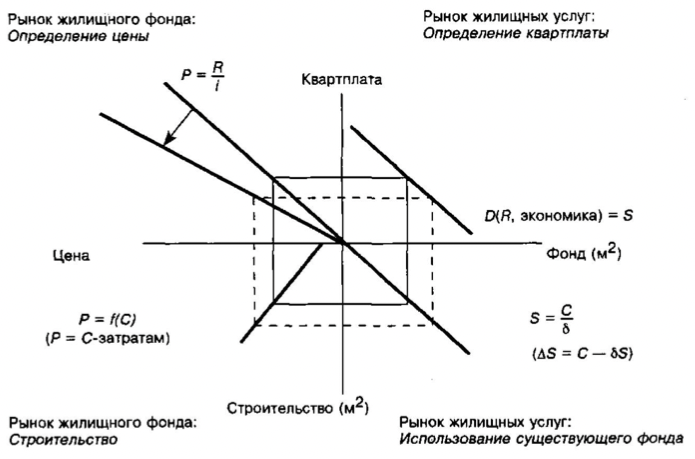 Рынок жилищного фонда:
Определение цены
Рынок жилищных услуг:
Определение квартплаты
P = R/i
Квартплата
D(R, экономика) = S
Цена
Фонд (м²)
P = f(C)
(P = C-затратам)
S = C/δ
(ΔS = C — δS)
Строительство (м²)
Рынок жилищного фонда:
Строительство
Рынок жилищных услуг:
Использование существующего фонда